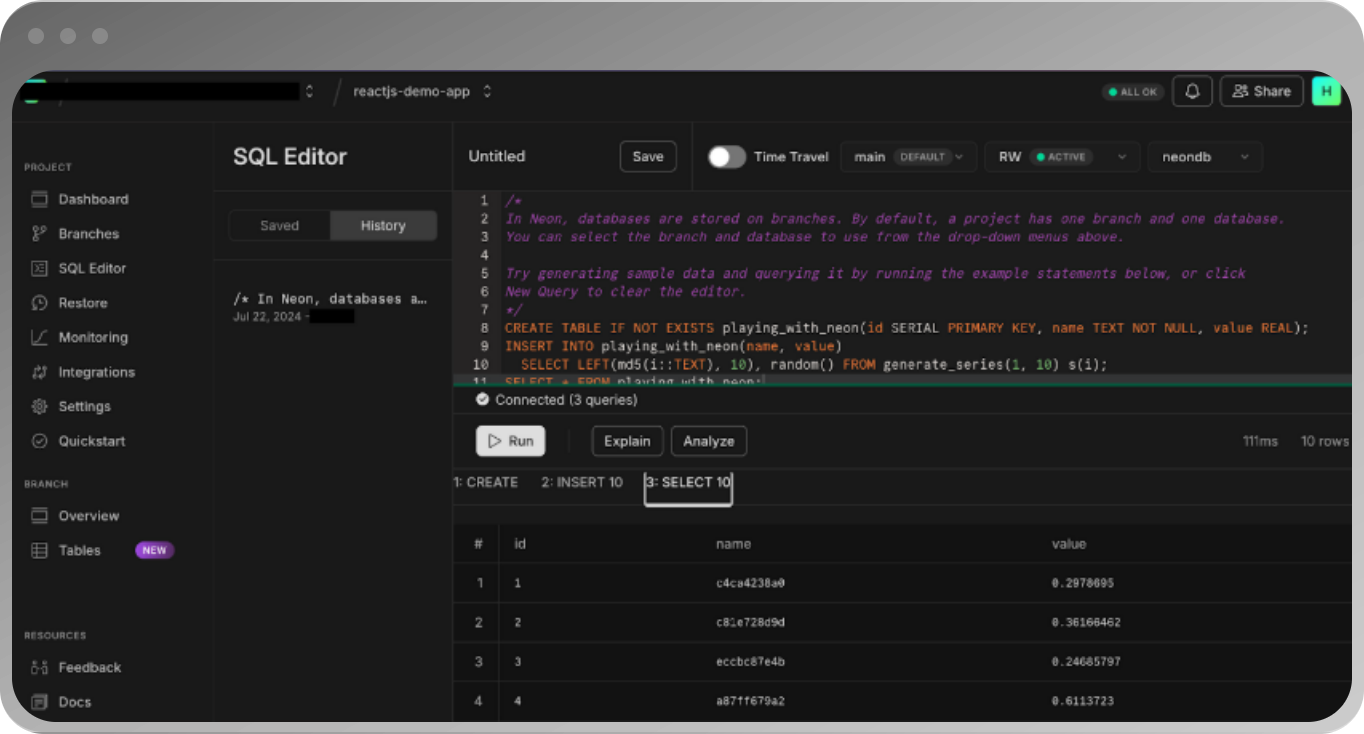 / reactjs-demo-app
ALL OK
Share
H
PROJECT
Dashboard
Branches
SQL Editor
Restore
Monitoring
Integrations
Settings
Quickstart
BRANCH
Overview
Tables NEW
RESOURCES
Feedback
Docs
SQL Editor
Saved History
/* In Neon, databases a…
Jul 22, 2024 -
Untitled Save
Time Travel main DEFAULT RW ACTIVE neondb
1 /*
2 In Neon, databases are stored on branches. By default, a project has one branch and one database.
3 You can select the branch and database to use from the drop-down menus above.
4
5 Try generating sample data and querying it by running the example statements below, or click
6 New Query to clear the editor.
7 */
8 CREATE TABLE IF NOT EXISTS playing_with_neon(id SERIAL PRIMARY KEY, name TEXT NOT NULL, value REAL);
9 INSERT INTO playing_with_neon(name, value)
10 SELECT LEFT(md5(i::TEXT), 10), random() FROM generate_series(1, 10) s(i);
11 SELECT * FROM playing_with_neon;
Connected (3 queries)
Run Explain Analyze 111ms 10 rows
1: CREATE 2: INSERT 10 3: SELECT 10
# id name value
1 1 c4ca4238a0 0.2978695
2 2 c81e728d9d 0.36166462
3 3 eccbc87e4b 0.24685797
4 4 a87ff679a2 0.6113723